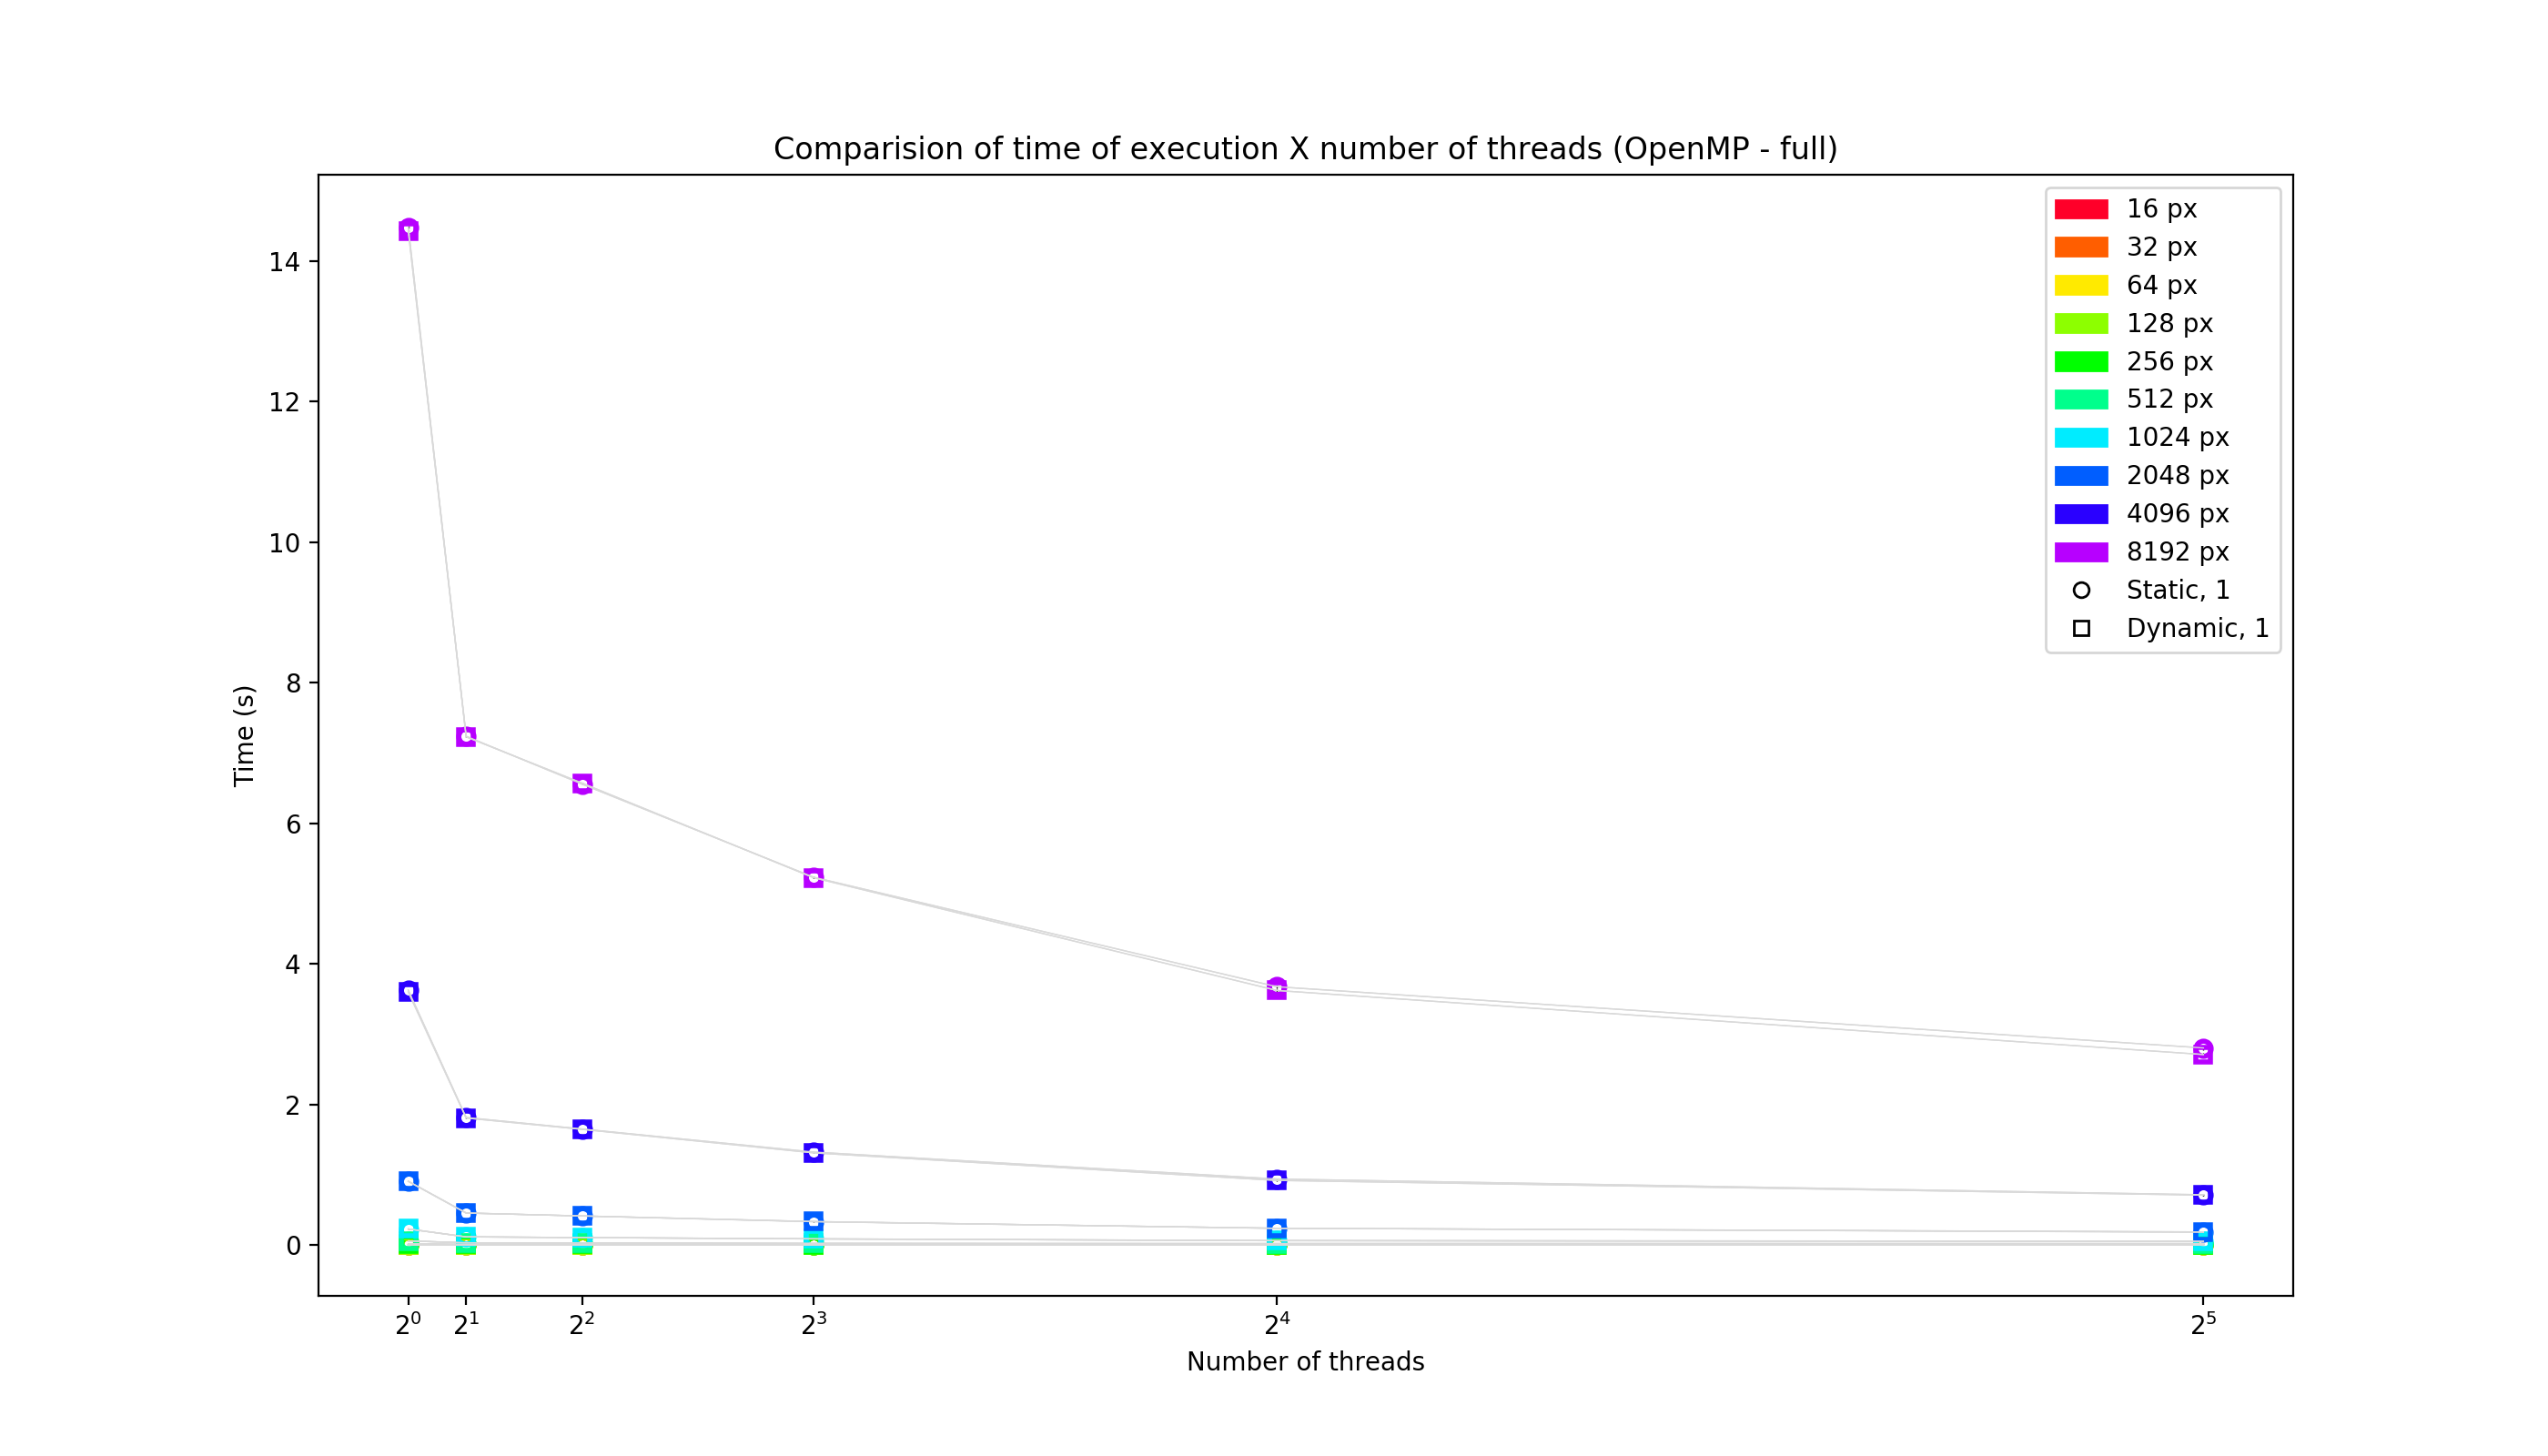 Comparision of time of execution X number of threads (OpenMP - full)
16 px
32 px
64 px
128 px
256 px
512 px
1024 px
2048 px
4096 px
8192 px
Static, 1
Dynamic, 1
14
12
10
8
6
4
2
0
Time (s)
2⁰ 2¹ 2² 2³ 2⁴ 2⁵
Number of threads